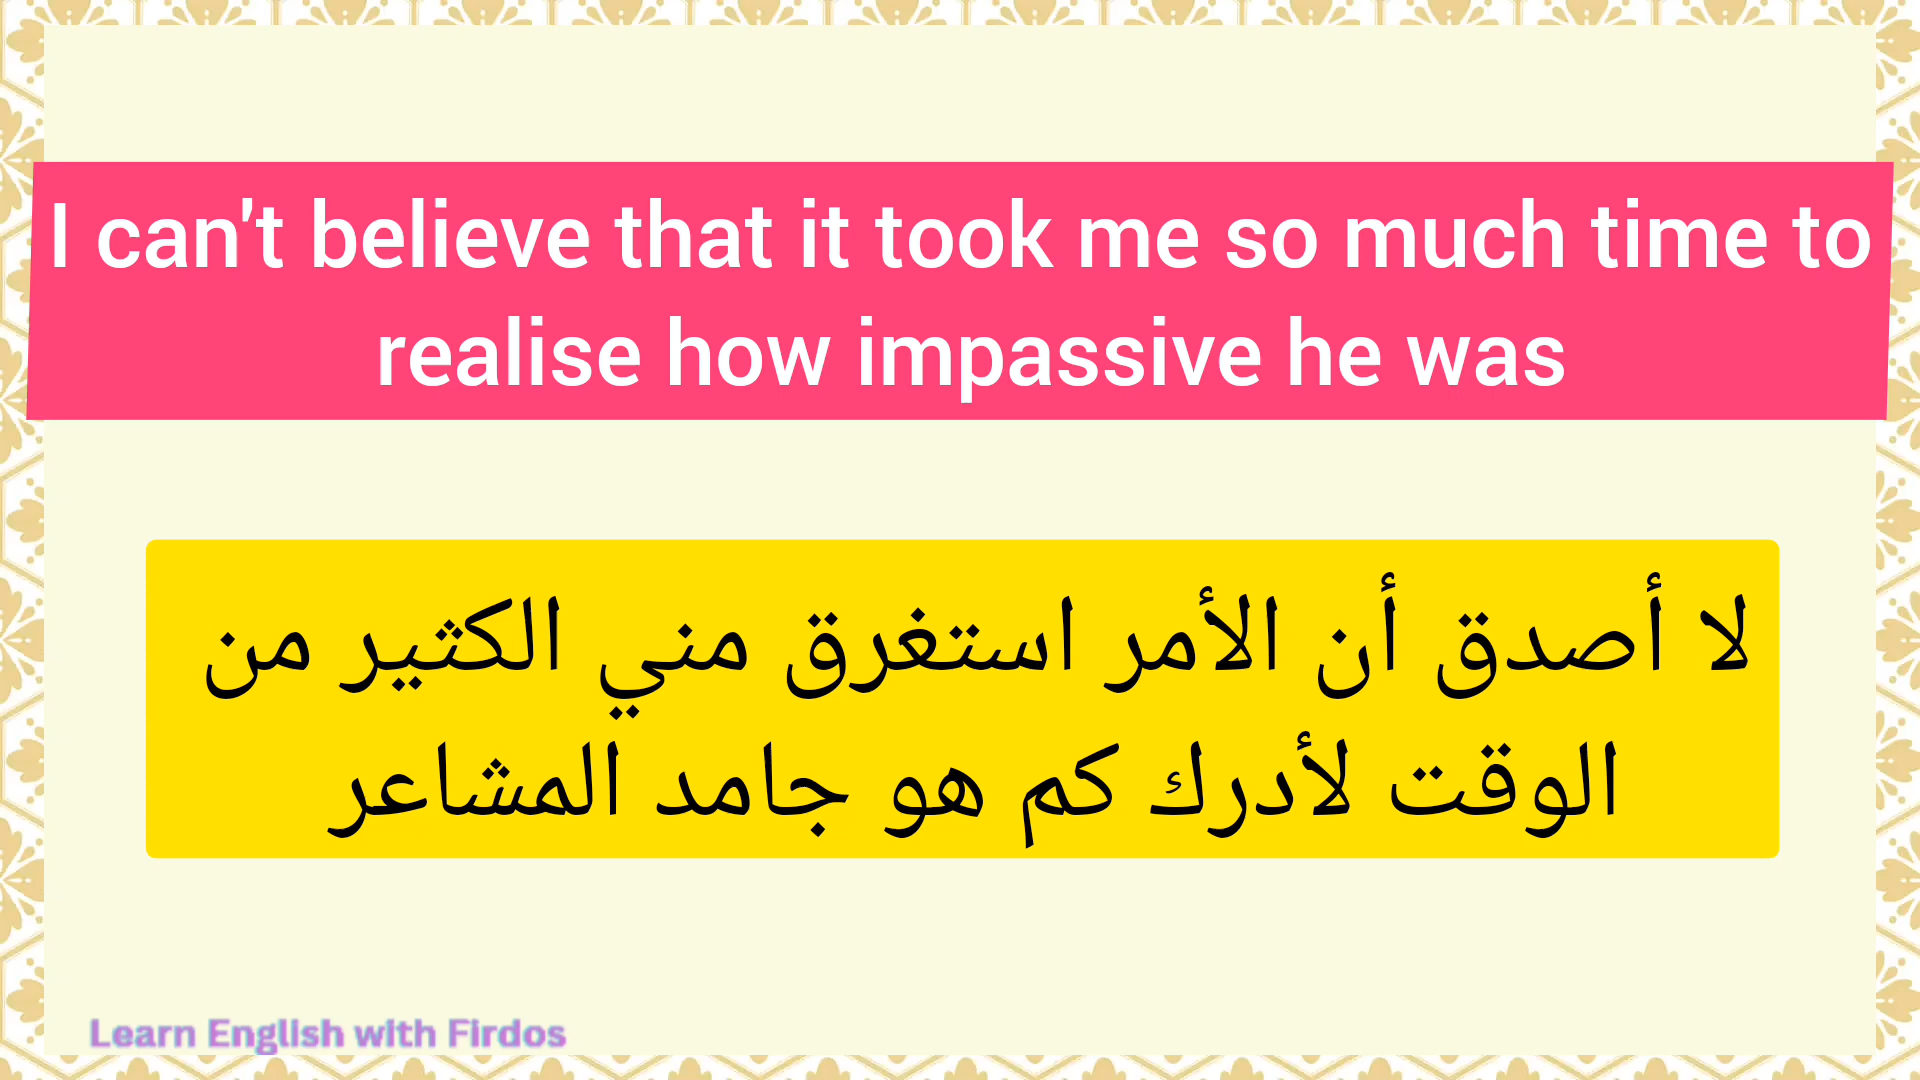 I can't believe that it took me so much time to
realise how impassive he was
لا أصدق أن الأمر استغرق مني الكثير من
الوقت لأدرك كم هو جامد المشاعر
Learn English with Firdos